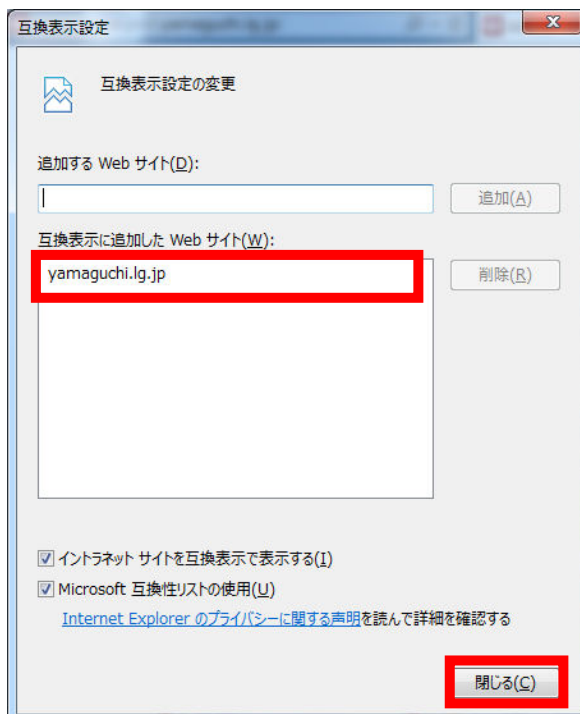 互換表示設定
互換表示設定の変更
追加する Web サイト(D):
追加(A)
互換表示に追加した Web サイト(W):
yamaguchi.lg.jp
削除(R)
イントラネット サイトを互換表示で表示する(I)
Microsoft 互換性リストの使用(U)
Internet Explorer のプライバシーに関する声明を読んで詳細を確認する
閉じる(C)